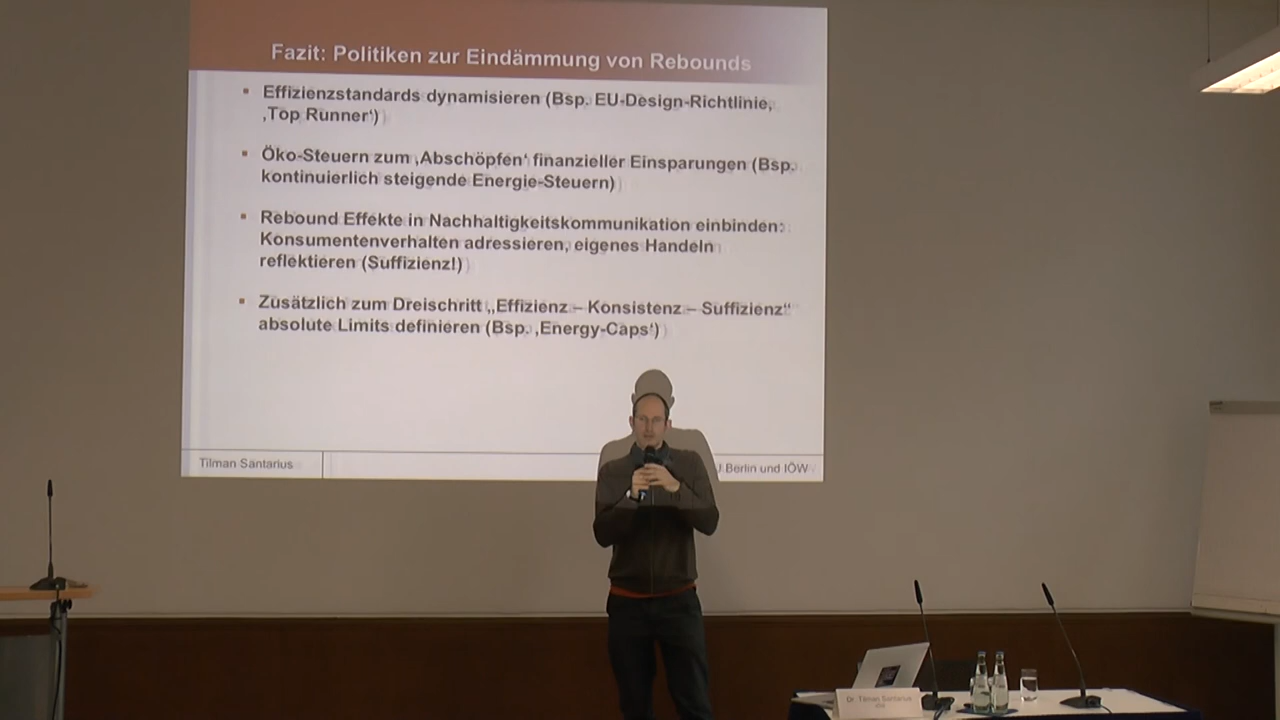 Fazit: Politiken zur Eindämmung von Rebounds
▪ Effizienzstandards dynamisieren (Bsp. EU-Design-Richtlinie,
‚Top Runner‘)
▪ Öko-Steuern zum ‚Abschöpfen‘ finanzieller Einsparungen (Bsp.
kontinuierlich steigende Energie-Steuern)
▪ Rebound Effekte in Nachhaltigkeitskommunikation einbinden:
Konsumentenverhalten adressieren, eigenes Handeln
reflektieren (Suffizienz!)
▪ Zusätzlich zum Dreischritt „Effizienz – Konsistenz – Suffizienz“
absolute Limits definieren (Bsp. ‚Energy-Caps‘)
Tilman Santarius
Berlin und IÖW
Dr. Tilman Santarius